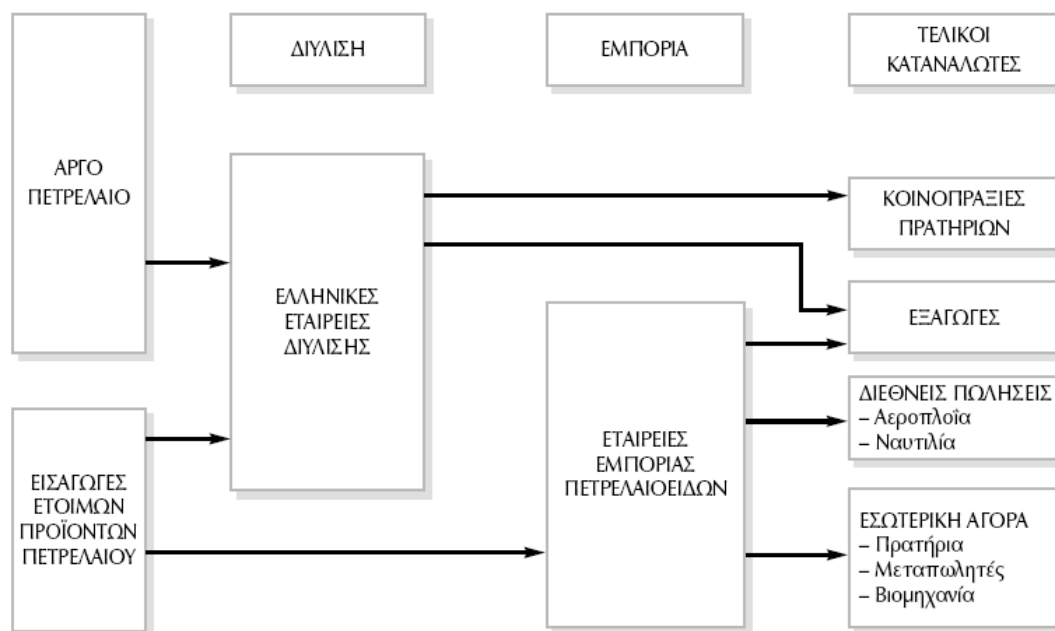 ΔΙΥΛΙΣΗ
ΕΜΠΟΡΙΑ
ΤΕΛΙΚΟΙ
ΚΑΤΑΝΑΛΩΤΕΣ
ΑΡΓΟ
ΠΕΤΡΕΛΑΙΟ
ΕΛΛΗΝΙΚΕΣ
ΕΤΑΙΡΕΙΕΣ
ΔΙΥΛΙΣΗΣ
ΚΟΙΝΟΠΡΑΞΙΕΣ
ΠΡΑΤΗΡΙΩΝ
ΕΞΑΓΩΓΕΣ
ΕΙΣΑΓΩΓΕΣ
ΕΤΟΙΜΩΝ
ΠΡΟΪΟΝΤΩΝ
ΠΕΤΡΕΛΑΙΟΥ
ΕΤΑΙΡΕΙΕΣ
ΕΜΠΟΡΙΑΣ
ΠΕΤΡΕΛΑΙΟΕΙΔΩΝ
ΔΙΕΘΝΕΙΣ ΠΩΛΗΣΕΙΣ
– Αεροπλοΐα
– Ναυτιλία
ΕΣΩΤΕΡΙΚΗ ΑΓΟΡΑ
– Πρατήρια
– Μεταπωλητές
– Βιομηχανία